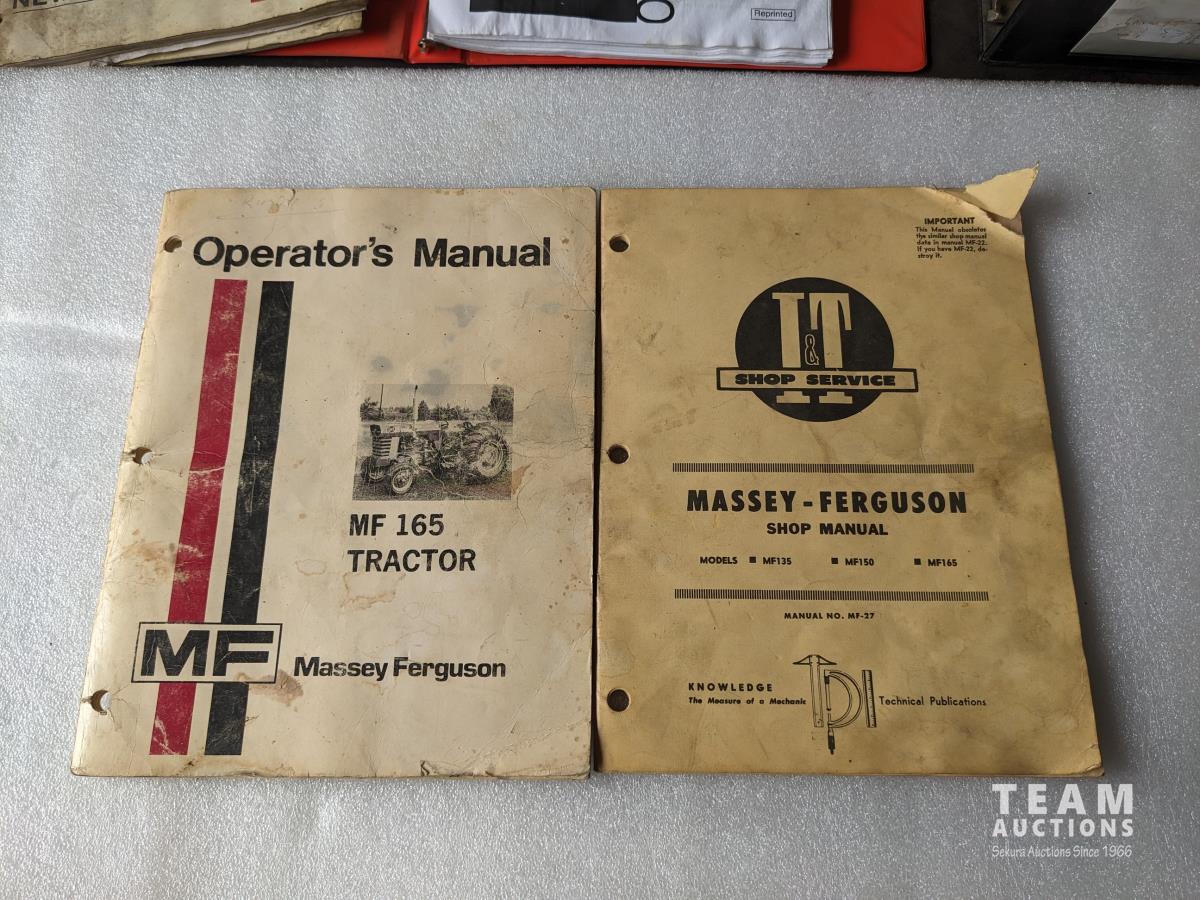 Reprinted
Operator's Manual
MF 165
TRACTOR
MF
Massey Ferguson
IMPORTANT
This Manual obsoletes
the similar shop manual
data in manual MF-22.
If you have MF-22, de-
stroy it.
I&T
SHOP SERVICE
MASSEY-FERGUSON
SHOP MANUAL
MODELS ■ MF135 ■ MF150 ■ MF165
MANUAL NO. MF-27
KNOWLEDGE
The Measure of a Mechanic
Technical Publications
TEAM
AUCTIONS
Sekura Auctions Since 1966